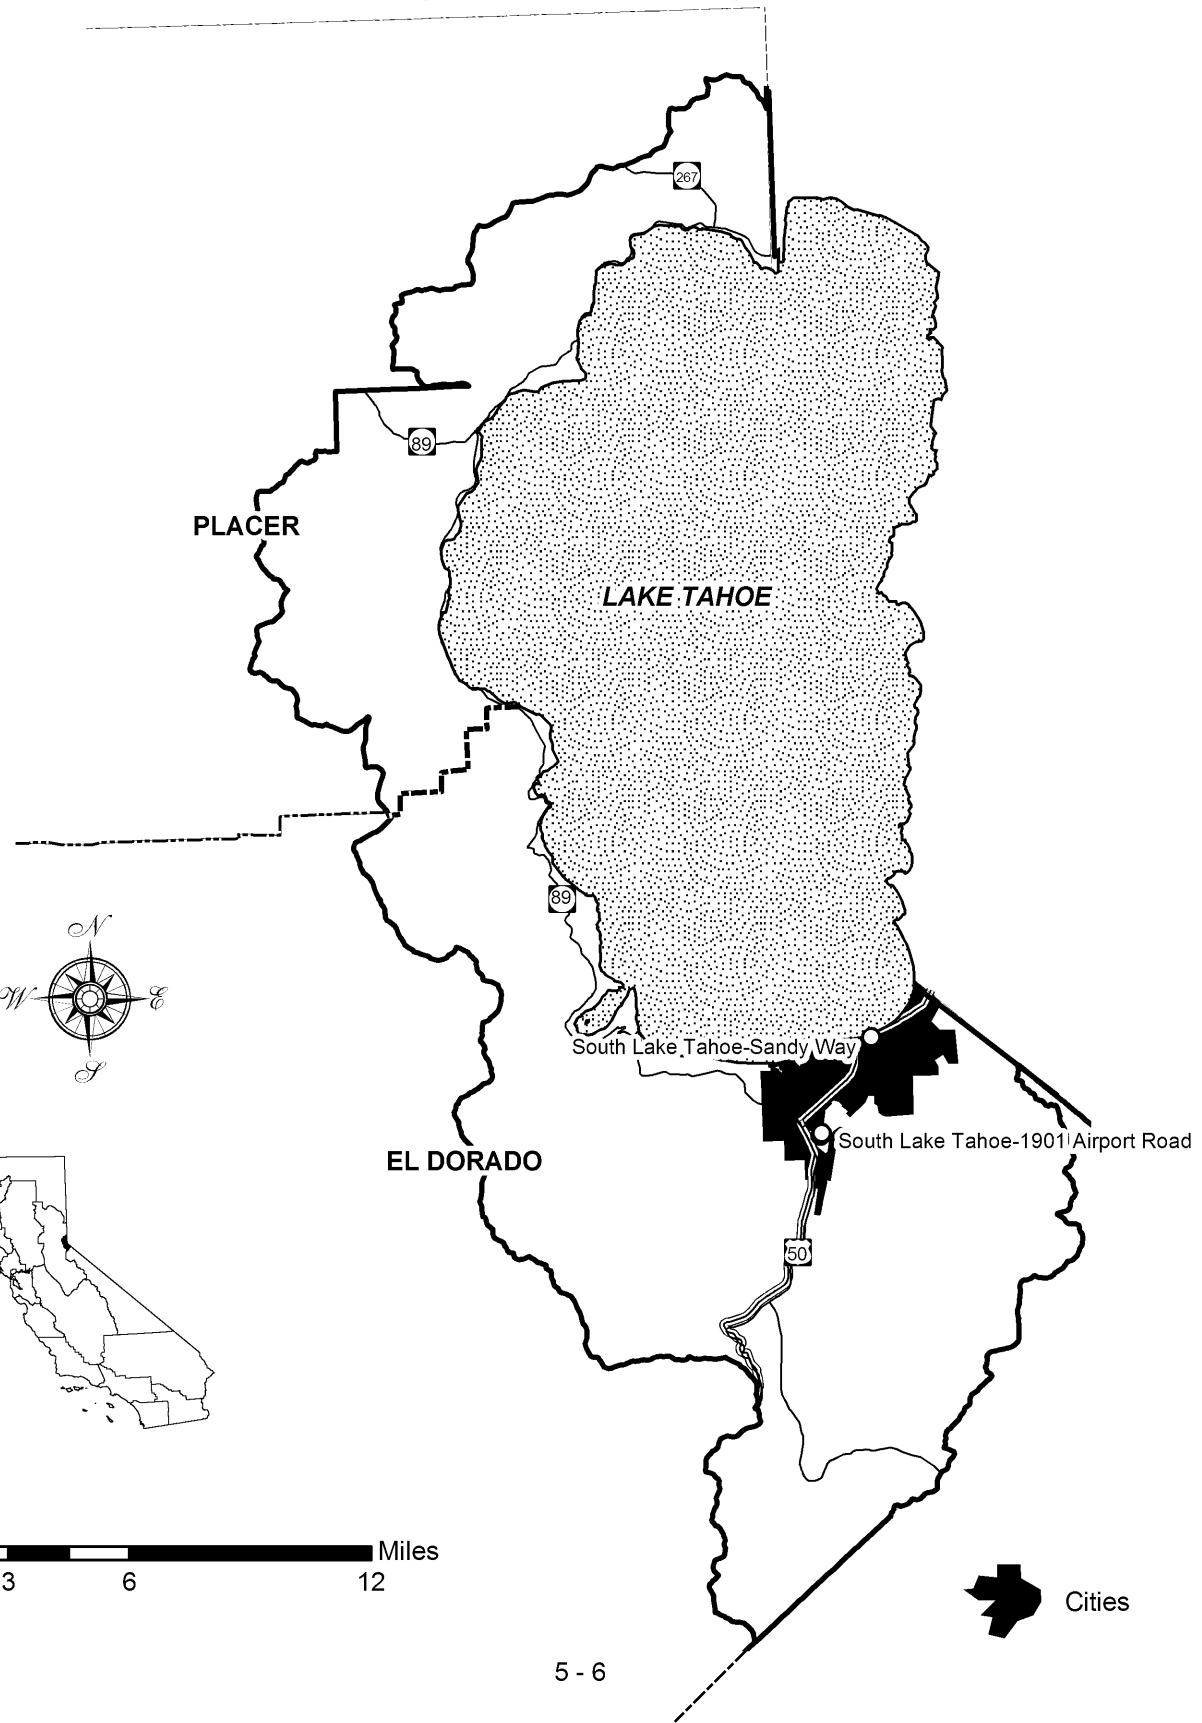 267
89
PLACER
LAKE TAHOE
89
N
W E
S
South Lake Tahoe-Sandy Way
South Lake Tahoe-1901 Airport Road
EL DORADO
50
Miles
3 6 12
Cities
5 - 6